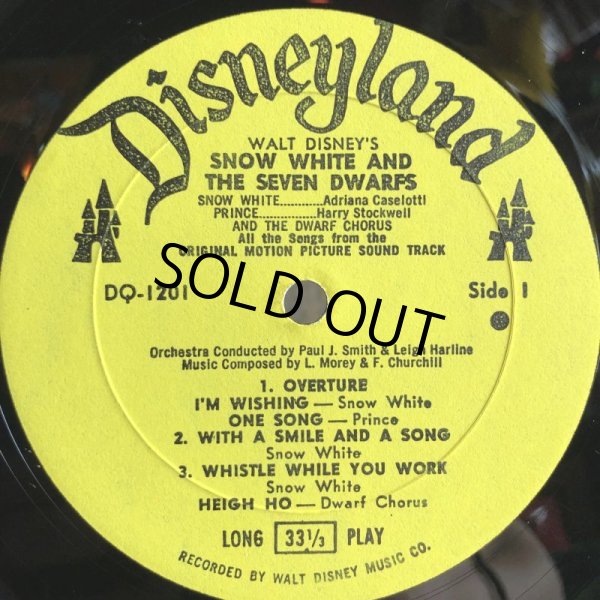 Disneyland
WALT DISNEY'S
SNOW WHITE AND
THE SEVEN DWARFS
SNOW WHITE............Adriana Caselotti
PRINCE................Harry Stockwell
AND THE DWARF CHORUS
All the Songs from the
ORIGINAL MOTION PICTURE SOUND TRACK
DQ-1201
Side 1
SOLD OUT
Orchestra Conducted by Paul J. Smith & Leigh Harline
Music Composed by L. Morey & F. Churchill
1. OVERTURE
I'M WISHING — Snow White
ONE SONG — Prince
2. WITH A SMILE AND A SONG
Snow White
3. WHISTLE WHILE YOU WORK
Snow White
HEIGH HO — Dwarf Chorus
LONG 33⅓ PLAY
RECORDED BY WALT DISNEY MUSIC CO.